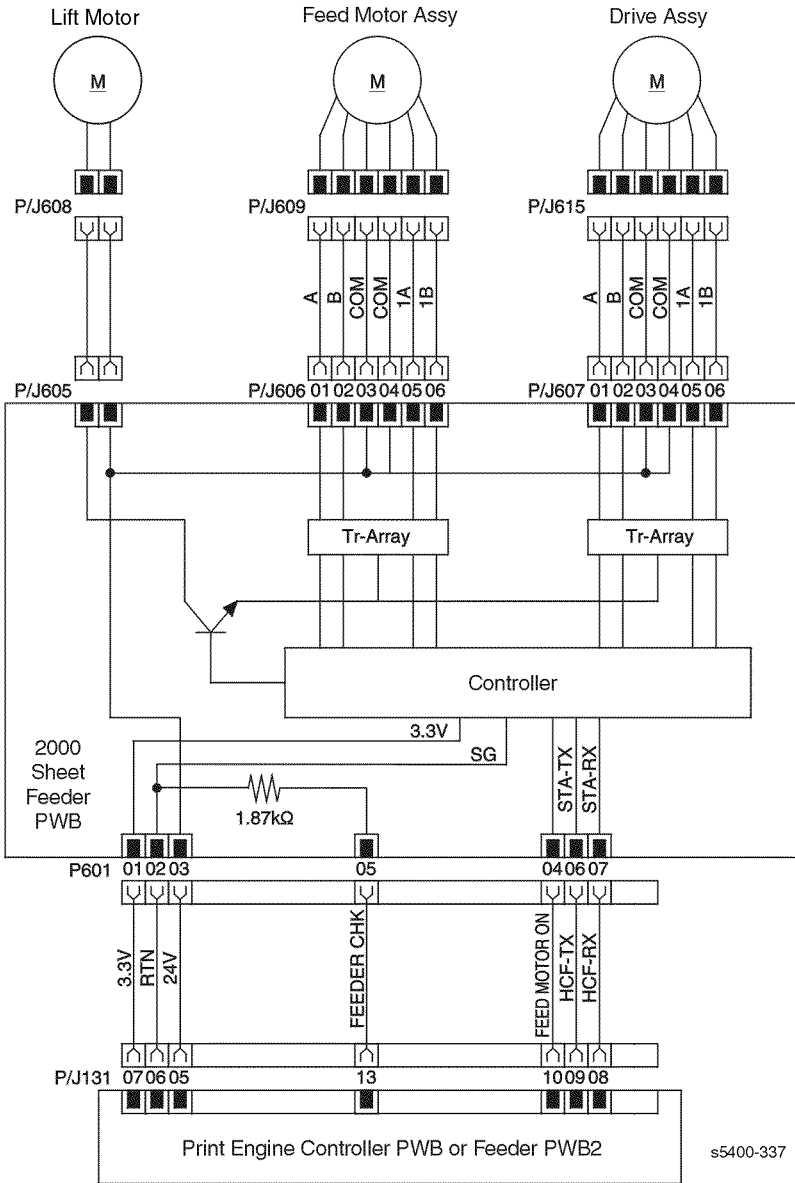 Lift Motor
Feed Motor Assy
Drive Assy
M
M
M
P/J608
P/J609
P/J615
A
B
COM
COM
1A
1B
A
B
COM
COM
1A
1B
P/J605
P/J606 01 02 03 04 05 06
P/J607 01 02 03 04 05 06
Tr-Array
Tr-Array
Controller
3.3V
SG
STA-TX
STA-RX
2000
Sheet
Feeder
PWB
1.87kΩ
P601 01 02 03 05 04 06 07
3.3V
RTN
24V
FEEDER CHK
FEED MOTOR ON
HCF-TX
HCF-RX
P/J131 07 06 05 13 10 09 08
Print Engine Controller PWB or Feeder PWB2
s5400-337